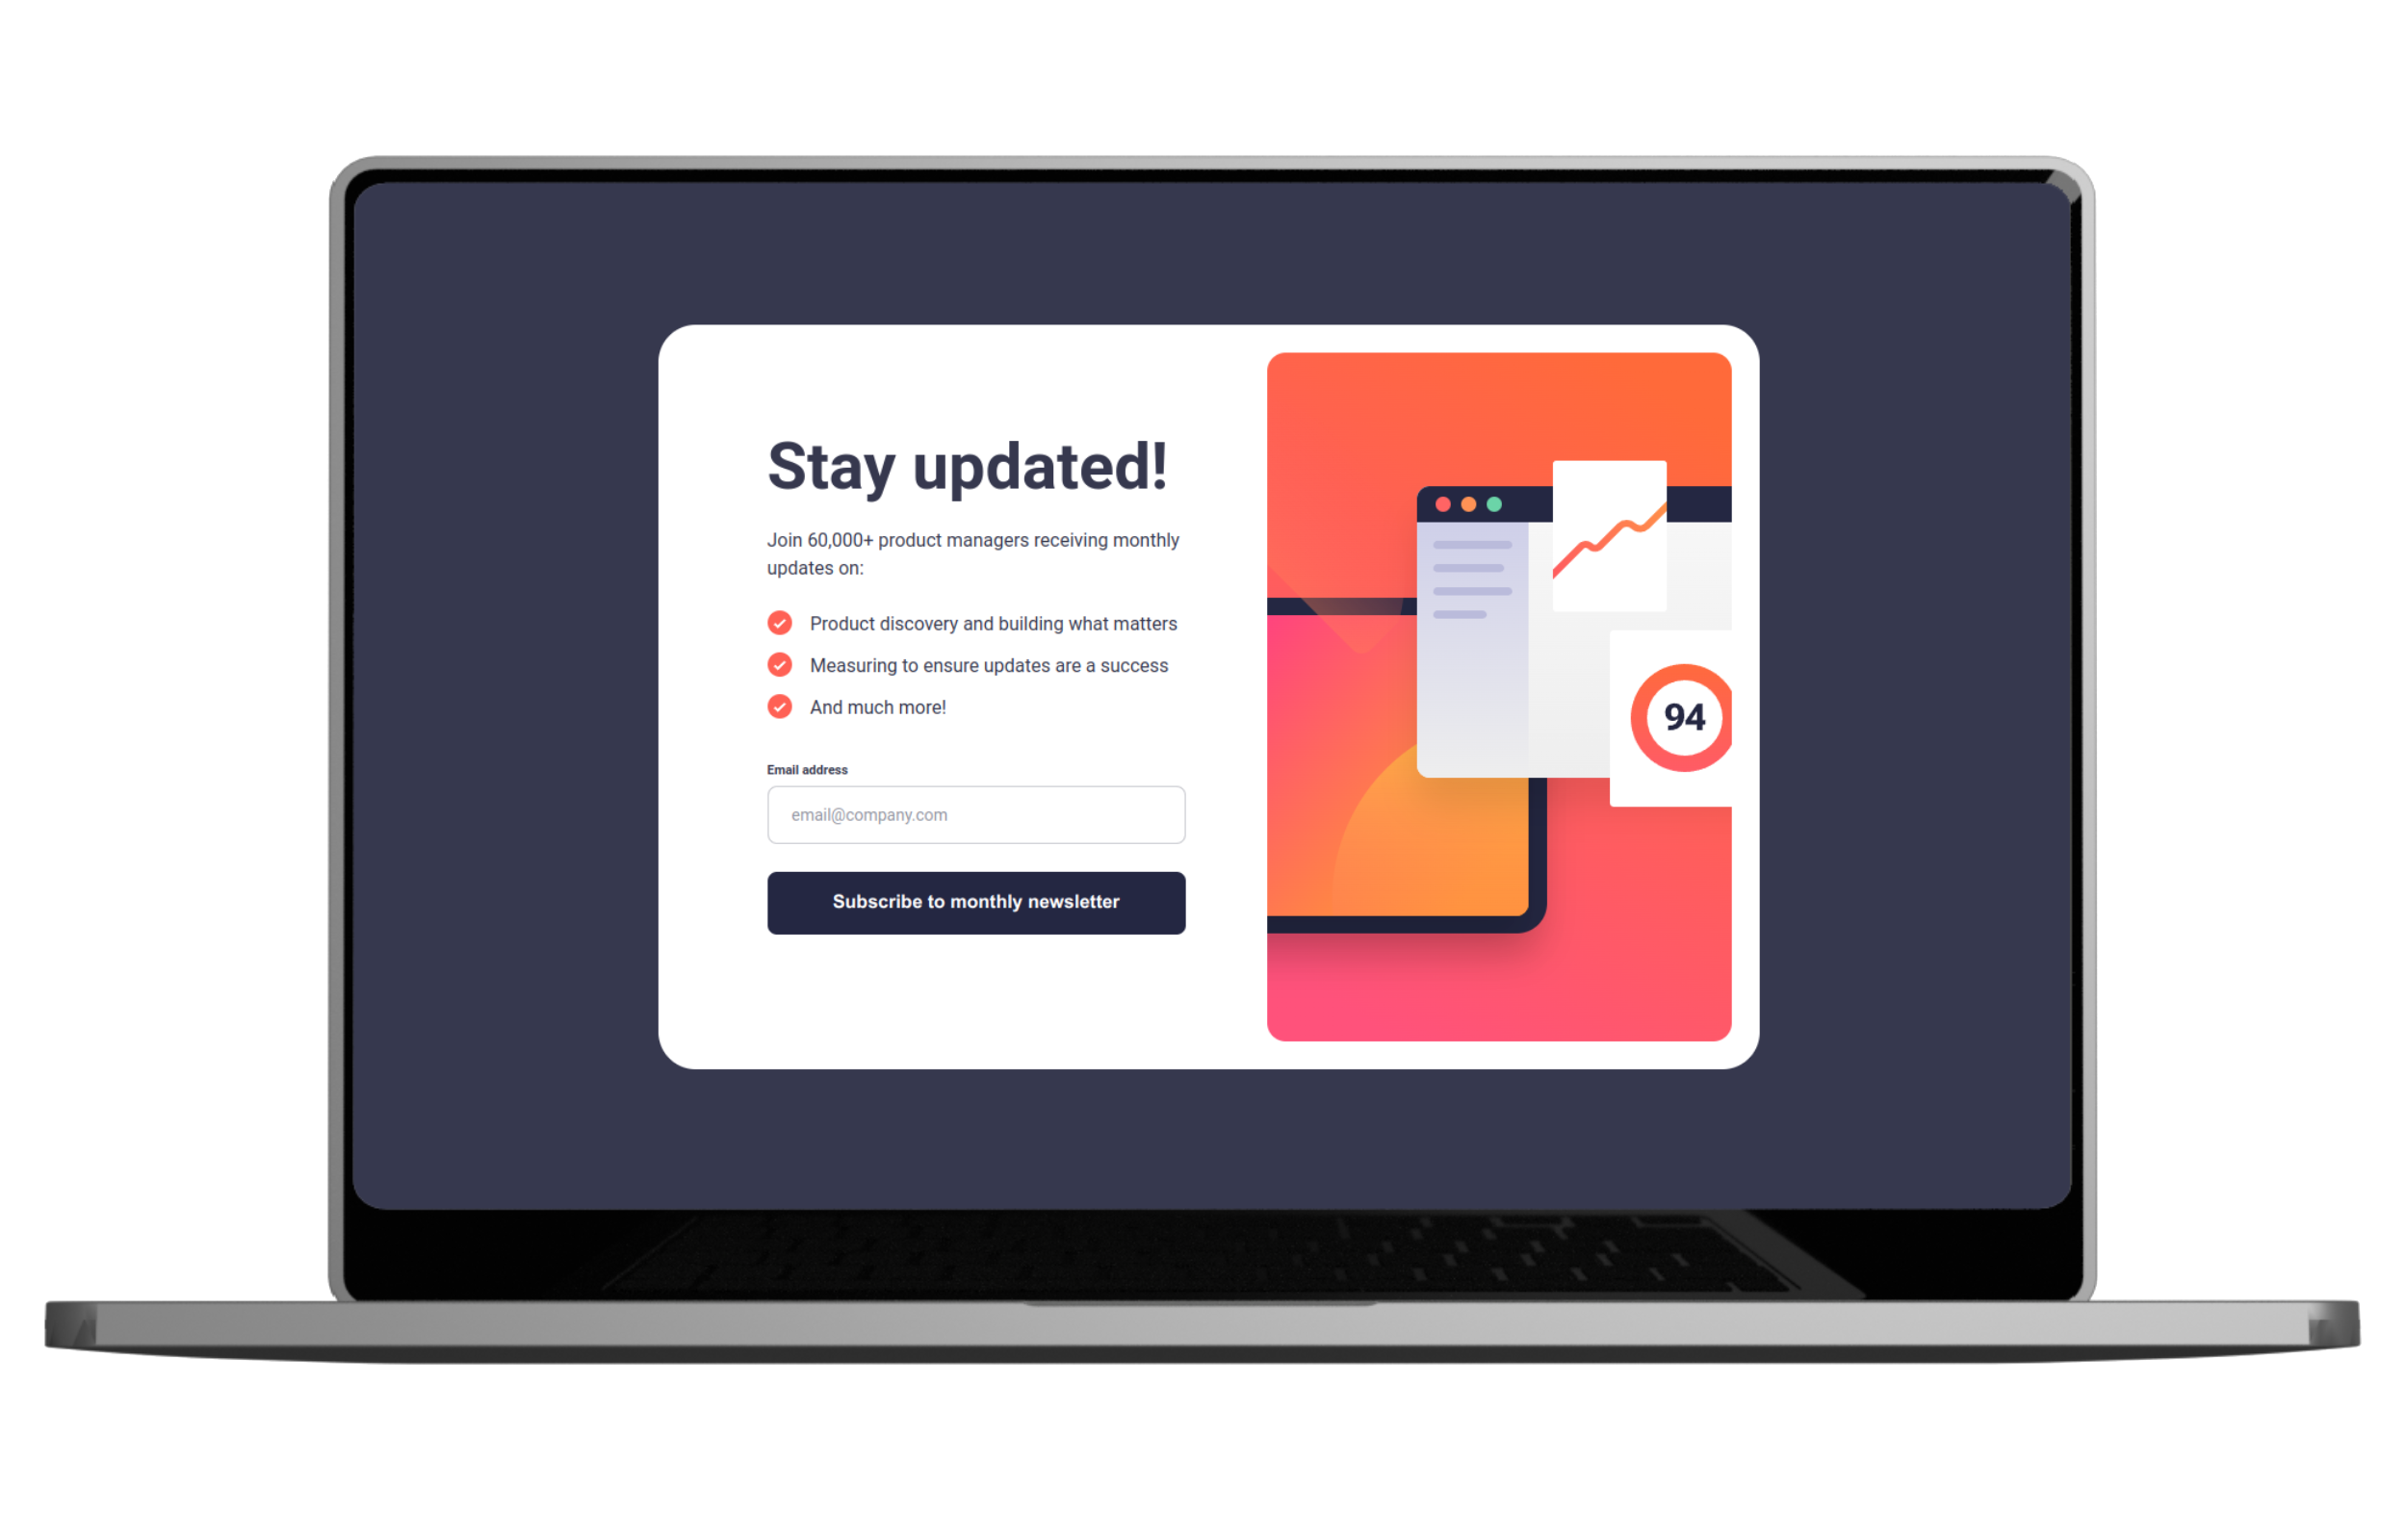 Stay updated!
Join 60,000+ product managers receiving monthly
updates on:
Product discovery and building what matters
Measuring to ensure updates are a success
And much more!
Email address
email@company.com
Subscribe to monthly newsletter
94